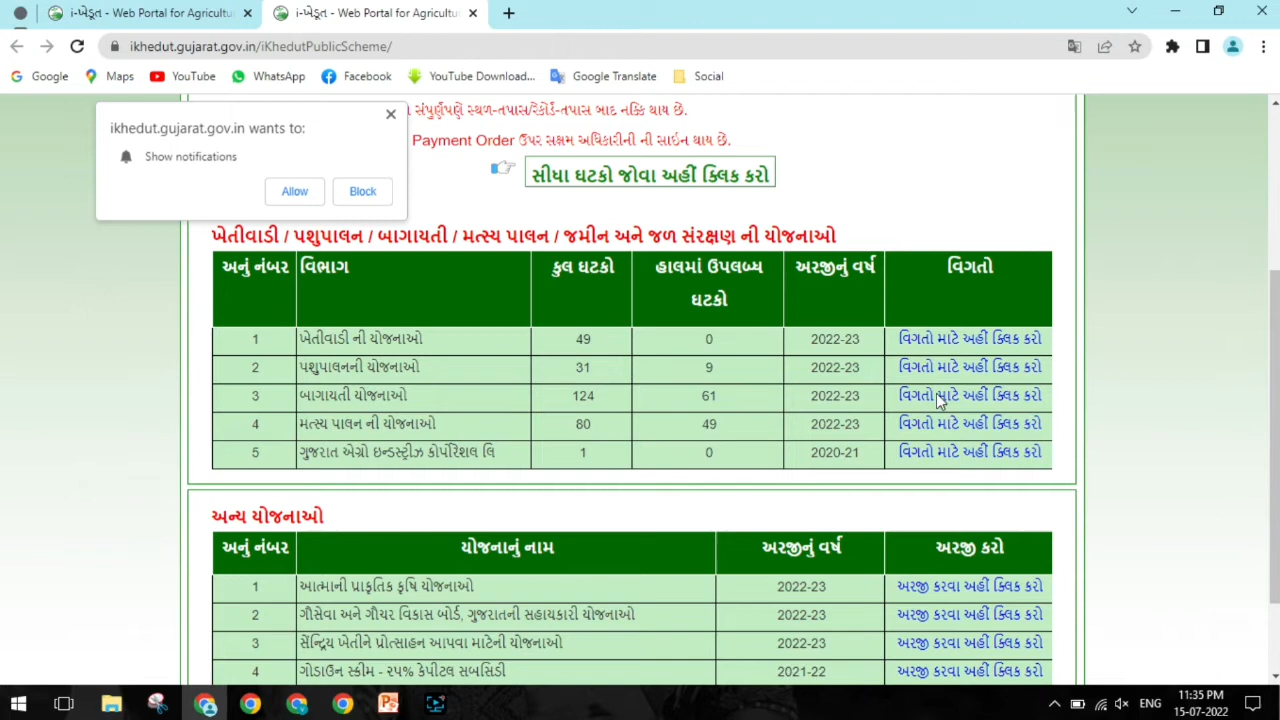 i-ખેડૂત - Web Portal for Agricultu
i-ખેડૂત - Web Portal for Agricultu
ikhedut.gujarat.gov.in/iKhedutPublicScheme/
Google Maps YouTube WhatsApp Facebook YouTube Download... Google Translate Social
સંપુર્ણપણે સ્થળ-તપાસ/રેકોર્ડ-તપાસ બાદ નક્કિ થાય છે.
ikhedut.gujarat.gov.in wants to:
Show notifications
Allow Block
Payment Order ઉપર સક્ષમ અધિકારીની ની સાઇન થાય છે.
સીધા ઘટકો જોવા અહીં ક્લિક કરો
ખેતીવાડી / પશુપાલન / બાગાયતી / મત્સ્ય પાલન / જમીન અને જળ સંરક્ષણ ની યોજનાઓ
અનું નંબર વિભાગ કુલ ઘટકો હાલમાં ઉપલબ્ધ ઘટકો અરજીનું વર્ષ વિગતો
1 ખેતીવાડી ની યોજનાઓ 49 0 2022-23 વિગતો માટે અહીં ક્લિક કરો
2 પશુપાલનની યોજનાઓ 31 9 2022-23 વિગતો માટે અહીં ક્લિક કરો
3 બાગાયતી યોજનાઓ 124 61 2022-23 વિગતો માટે અહીં ક્લિક કરો
4 મત્સ્ય પાલન ની યોજનાઓ 80 49 2022-23 વિગતો માટે અહીં ક્લિક કરો
5 ગુજરાત એગ્રો ઇન્ડસ્ટ્રીઝ કોર્પોરેશલ લિ 1 0 2020-21 વિગતો માટે અહીં ક્લિક કરો
અન્ય યોજનાઓ
અનું નંબર યોજનાનું નામ અરજીનું વર્ષ અરજી કરો
1 આત્માની પ્રાકૃતિક કૃષિ યોજનાઓ 2022-23 અરજી કરવા અહીં ક્લિક કરો
2 ગૌસેવા અને ગૌચર વિકાસ બોર્ડ, ગુજરાતની સહાયકારી યોજનાઓ 2022-23 અરજી કરવા અહીં ક્લિક કરો
3 સેંન્દ્રિય ખેતીને પ્રોત્સાહન આપવા માટેની યોજનાઓ 2022-23 અરજી કરવા અહીં ક્લિક કરો
4 ગોડાઉન સ્કીમ - ૨૫% કેપીટલ સબસિડી 2021-22 અરજી કરવા અહીં ક્લિક કરો
ENG 11:35 PM
15-07-2022